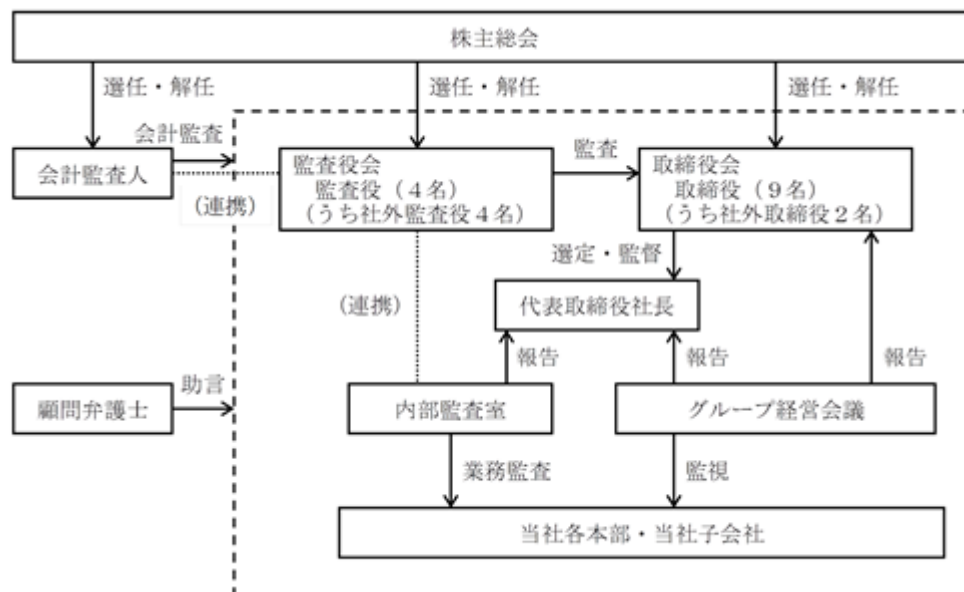 株主総会
選任・解任
選任・解任
選任・解任
会計監査
会計監査人
(連携)
監査役会
監査役(4名)
(うち社外監査役4名)
監査
取締役会
取締役(9名)
(うち社外取締役2名)
選定・監督
(連携)
代表取締役社長
報告
報告
報告
助言
顧問弁護士
内部監査室
グループ経営会議
業務監査
監視
当社各本部・当社子会社